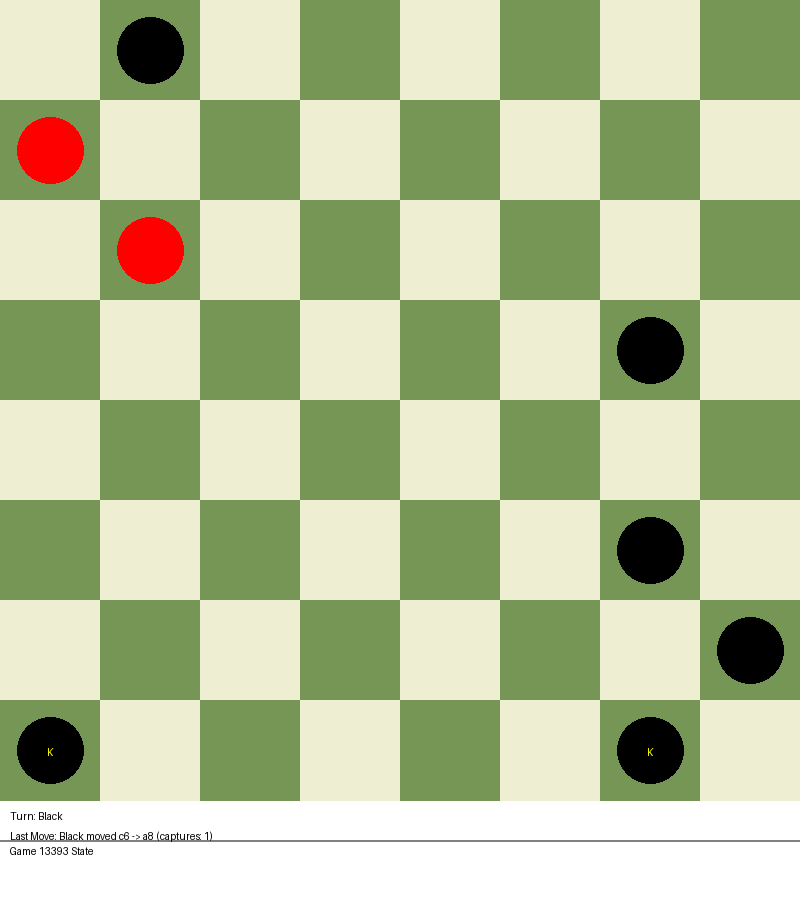 K K
Turn: Black
Last Move: Black moved c6 -> a8 (captures: 1)
Game 13393 State